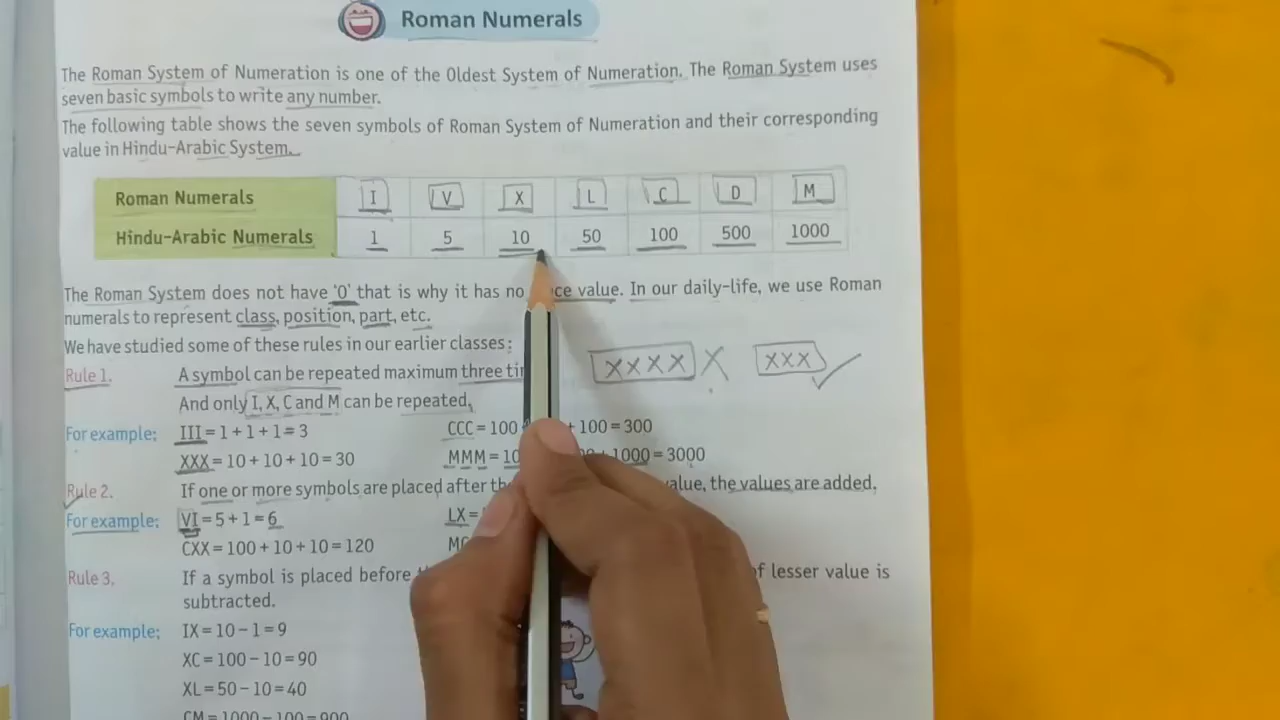 Roman Numerals
The Roman System of Numeration is one of the Oldest System of Numeration. The Roman System uses
seven basic symbols to write any number.
The following table shows the seven symbols of Roman System of Numeration and their corresponding
value in Hindu-Arabic System.
Roman Numerals I V X L C D M
Hindu-Arabic Numerals 1 5 10 50 100 500 1000
The Roman System does not have '0' that is why it has no value. In our daily-life, we use Roman
numerals to represent class, position, part, etc.
We have studied some of these rules in our earlier classes:
Rule 1. A symbol can be repeated maximum three
XXXX X XXX ✓
And only I, X, C and M can be repeated,
For example: III = 1 + 1 + 1 = 3 CCC = 100 + 100 = 300
XXX = 10 + 10 + 10 = 30 MMM = + 1000 = 3000
Rule 2. If one or more symbols are placed after value, the values are added.
For example: VI = 5 + 1 = 6 LX =
CXX = 100 + 10 + 10 = 120
Rule 3. If a symbol is placed before of lesser value is
subtracted.
For example: IX = 10 - 1 = 9
XC = 100 - 10 = 90
XL = 50 - 10 = 40
CM = 1000 - 100 = 900